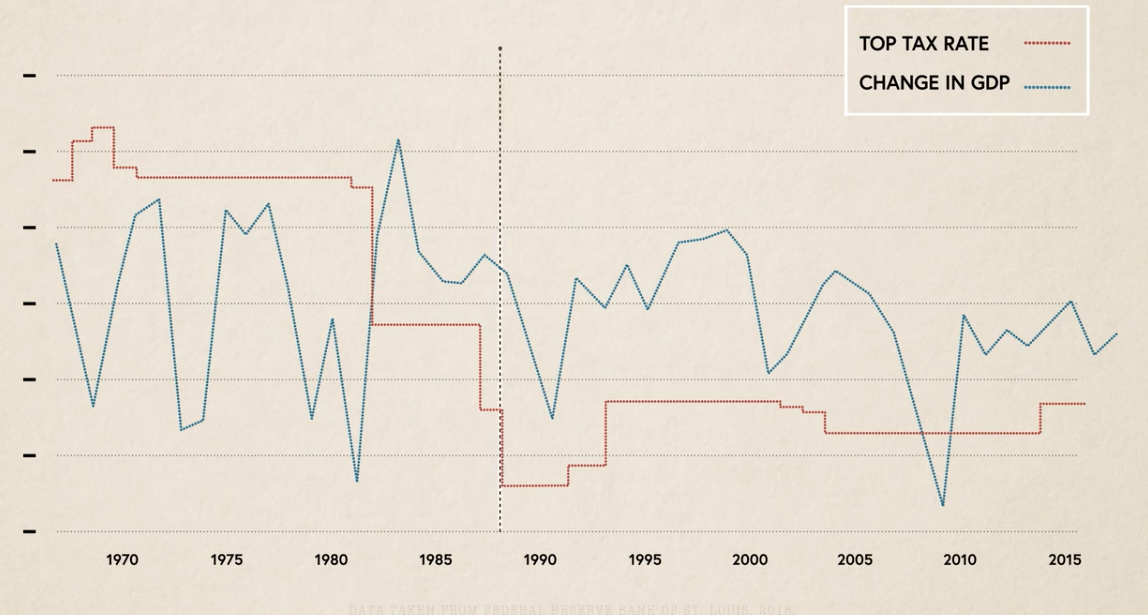 TOP TAX RATE
CHANGE IN GDP
1970 1975 1980 1985 1990 1995 2000 2005 2010 2015
DATA TAKEN FROM FEDERAL RESERVE BANK OF ST. LOUIS, 2018.